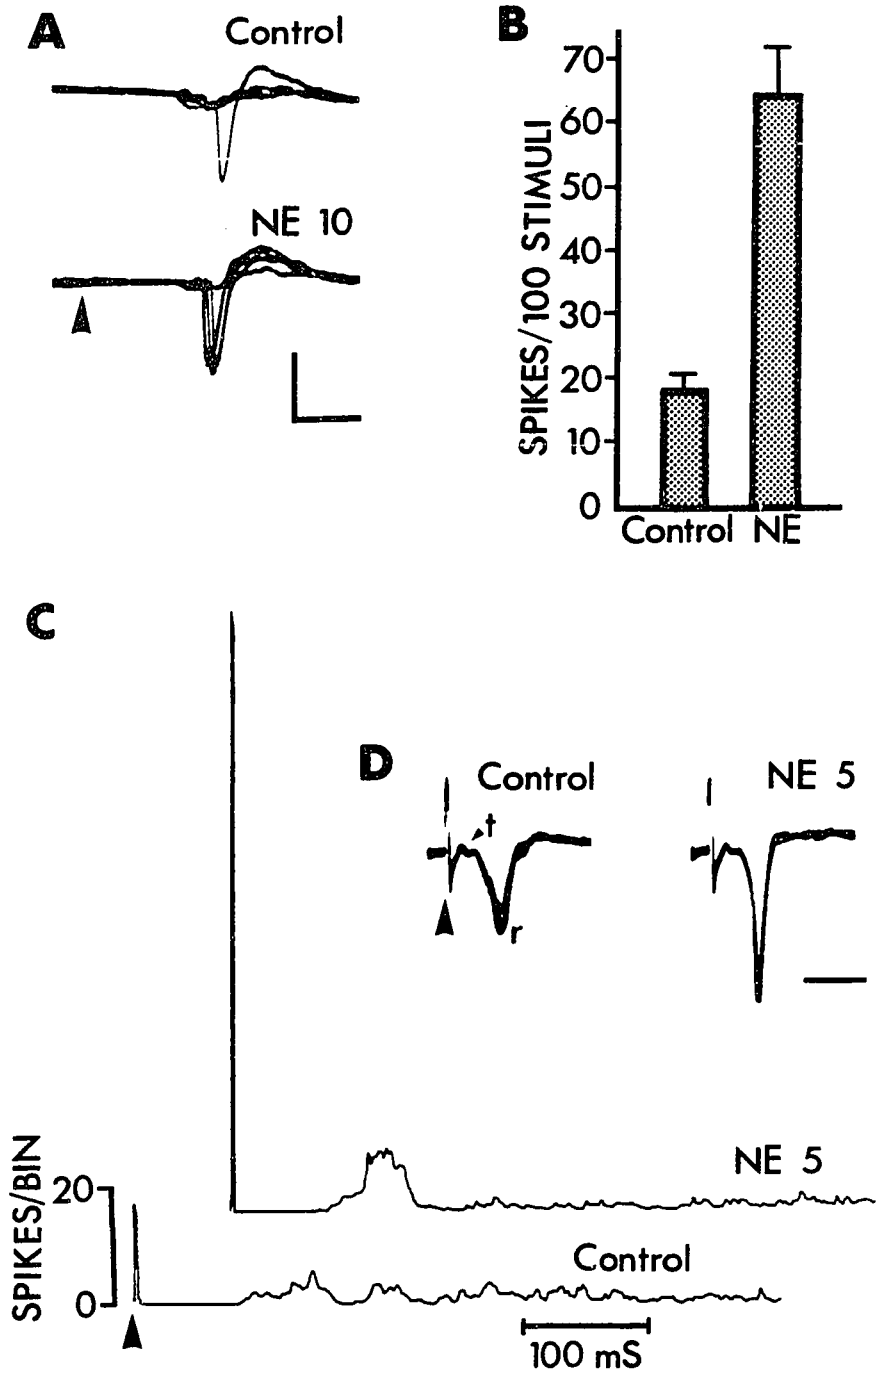 A
Control
NE 10
B
SPIKES/100 STIMULI
70
60
50
40
30
20
10
0
Control NE
C
D
Control
t
r
NE 5
SPIKES/BIN
20
0
NE 5
Control
100 mS